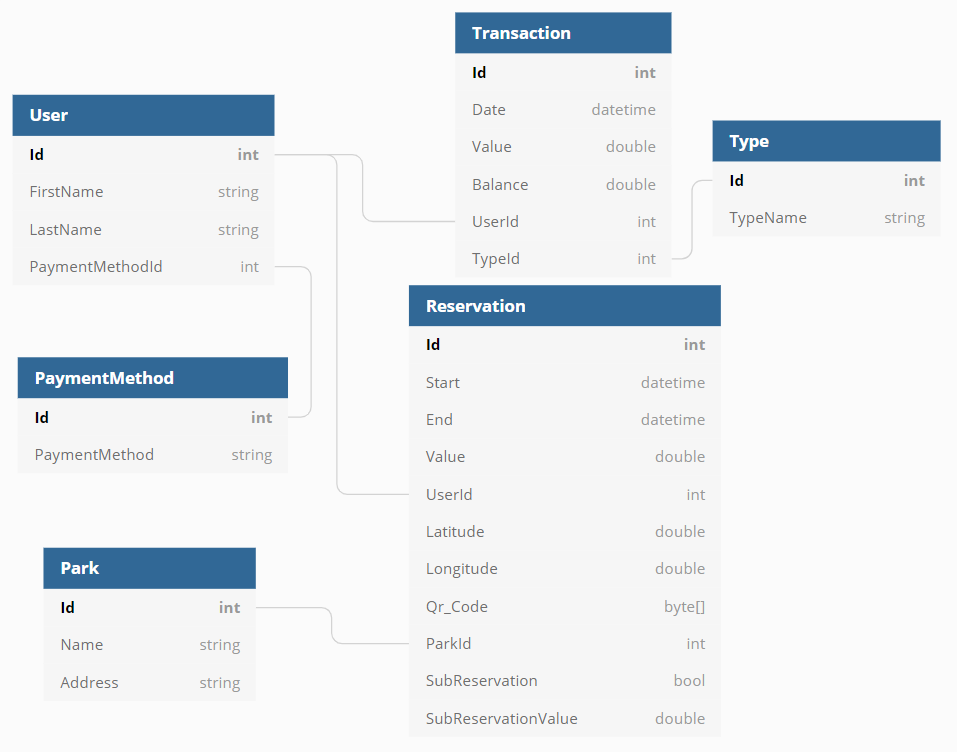 Transaction
Id int
Date datetime
Value double
Balance double
UserId int
TypeId int
User
Id int
FirstName string
LastName string
PaymentMethodId int
Type
Id int
TypeName string
Reservation
Id int
Start datetime
End datetime
Value double
UserId int
Latitude double
Longitude double
Qr_Code byte[]
ParkId int
SubReservation bool
SubReservationValue double
PaymentMethod
Id int
PaymentMethod string
Park
Id int
Name string
Address string